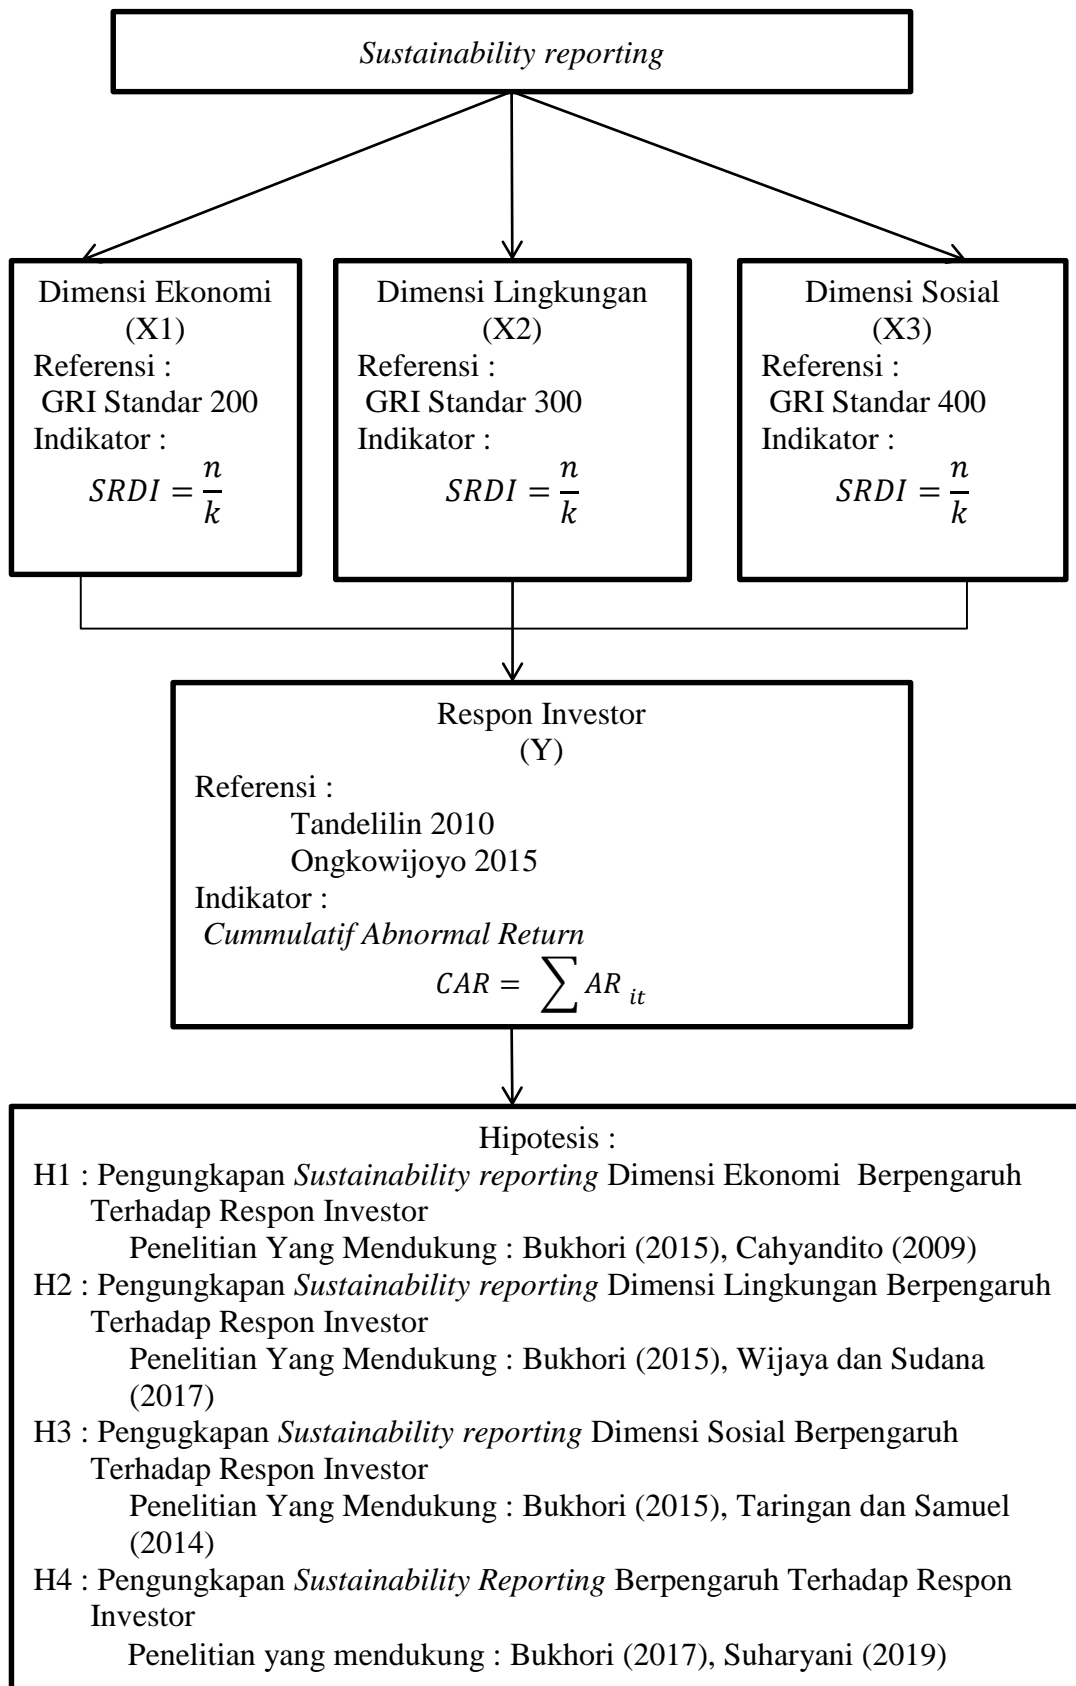 Sustainability reporting
Dimensi Ekonomi
(X1)
Referensi :
GRI Standar 200
Indikator :
SRDI = n/k
Dimensi Lingkungan
(X2)
Referensi :
GRI Standar 300
Indikator :
SRDI = n/k
Dimensi Sosial
(X3)
Referensi :
GRI Standar 400
Indikator :
SRDI = n/k
Respon Investor
(Y)
Referensi :
Tandelilin 2010
Ongkowijoyo 2015
Indikator :
Cummulatif Abnormal Return
CAR = ∑ AR it
Hipotesis :
H1 : Pengungkapan Sustainability reporting Dimensi Ekonomi Berpengaruh
Terhadap Respon Investor
Penelitian Yang Mendukung : Bukhori (2015), Cahyandito (2009)
H2 : Pengungkapan Sustainability reporting Dimensi Lingkungan Berpengaruh
Terhadap Respon Investor
Penelitian Yang Mendukung : Bukhori (2015), Wijaya dan Sudana
(2017)
H3 : Pengugkapan Sustainability reporting Dimensi Sosial Berpengaruh
Terhadap Respon Investor
Penelitian Yang Mendukung : Bukhori (2015), Taringan dan Samuel
(2014)
H4 : Pengungkapan Sustainability Reporting Berpengaruh Terhadap Respon
Investor
Penelitian yang mendukung : Bukhori (2017), Suharyani (2019)